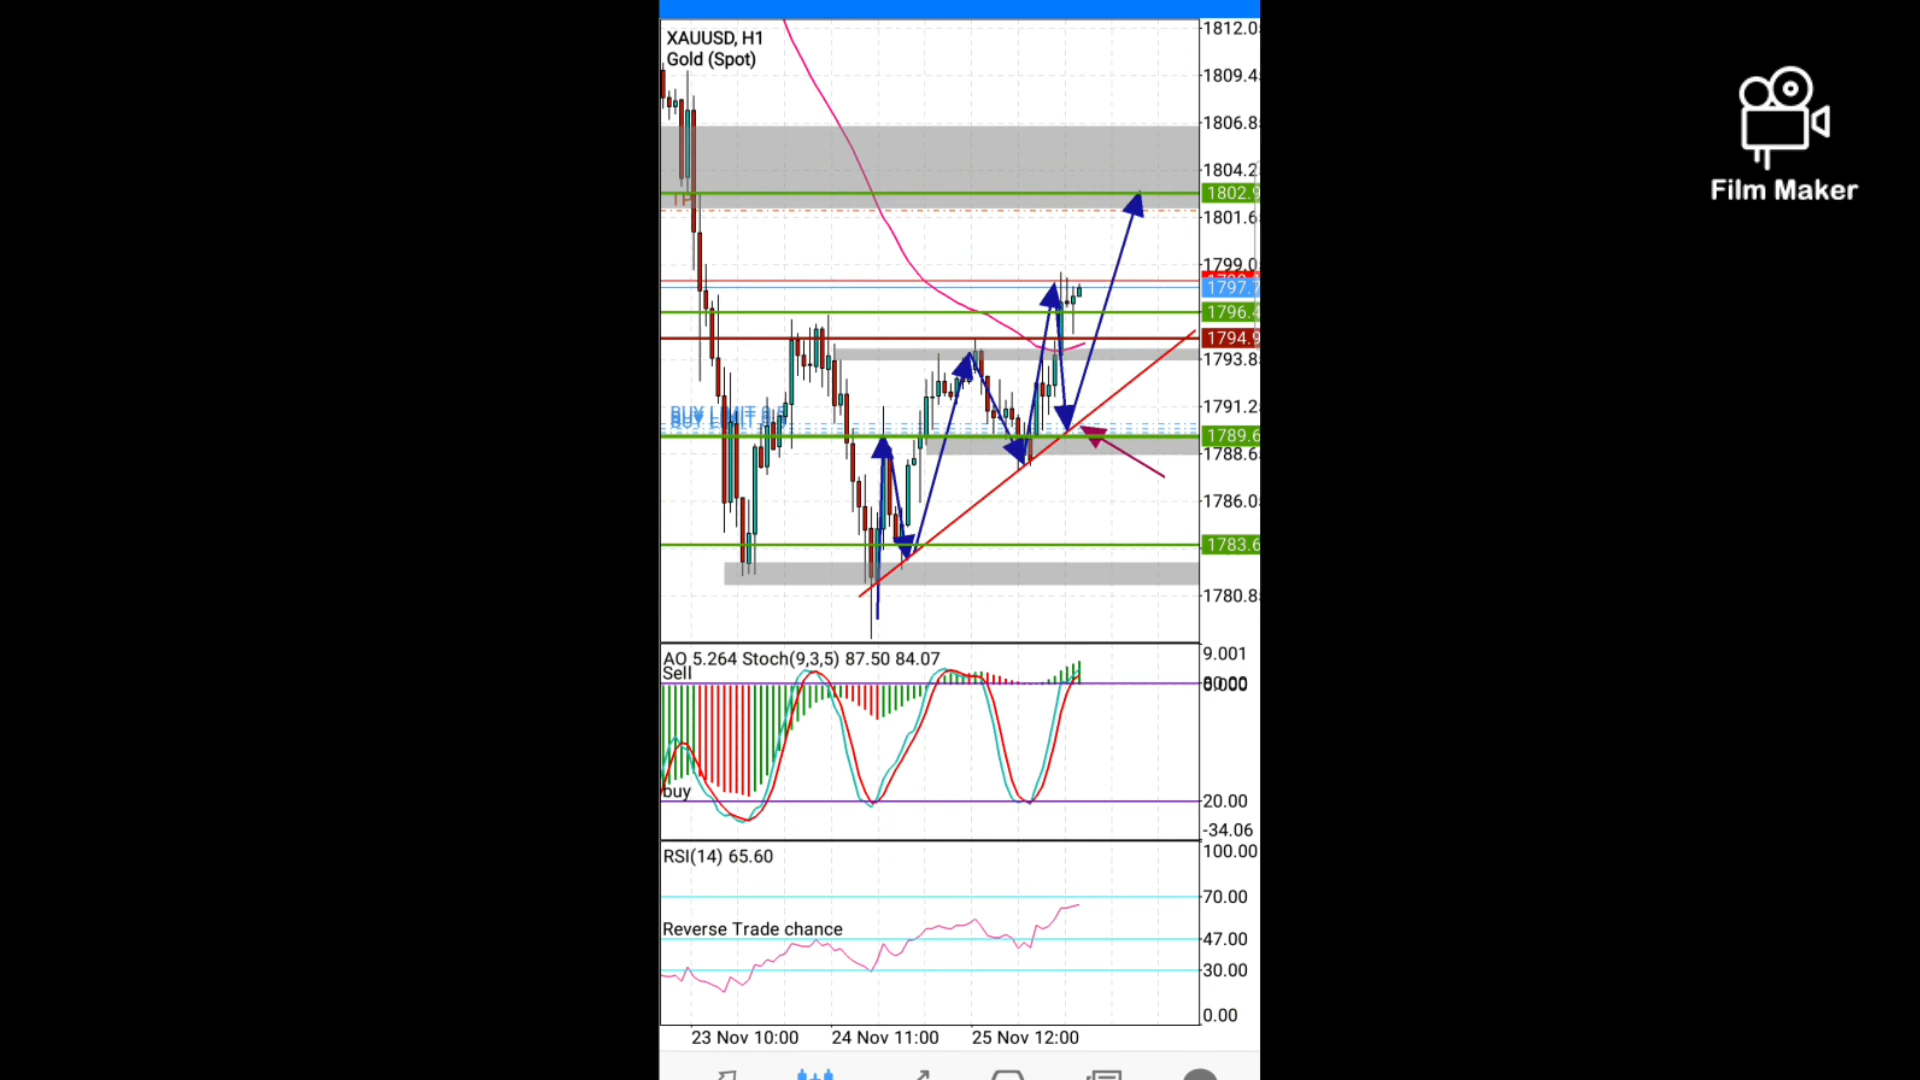 XAUUSD, H1
Gold (Spot)
1812.0
1809.4
1806.8
1804.2
1802.9
TP
1801.6
1799.0
1797.7
1796.4
1794.9
1793.8
1791.2
BUY LIMIT
1789.6
1788.6
1786.0
1783.6
1780.8
AO 5.264 Stoch(9,3,5) 87.50 84.07
9.001
Sell
buy
20.00
-34.06
RSI(14) 65.60
100.00
70.00
Reverse Trade chance
47.00
30.00
0.00
23 Nov 10:00
24 Nov 11:00
25 Nov 12:00
Film Maker